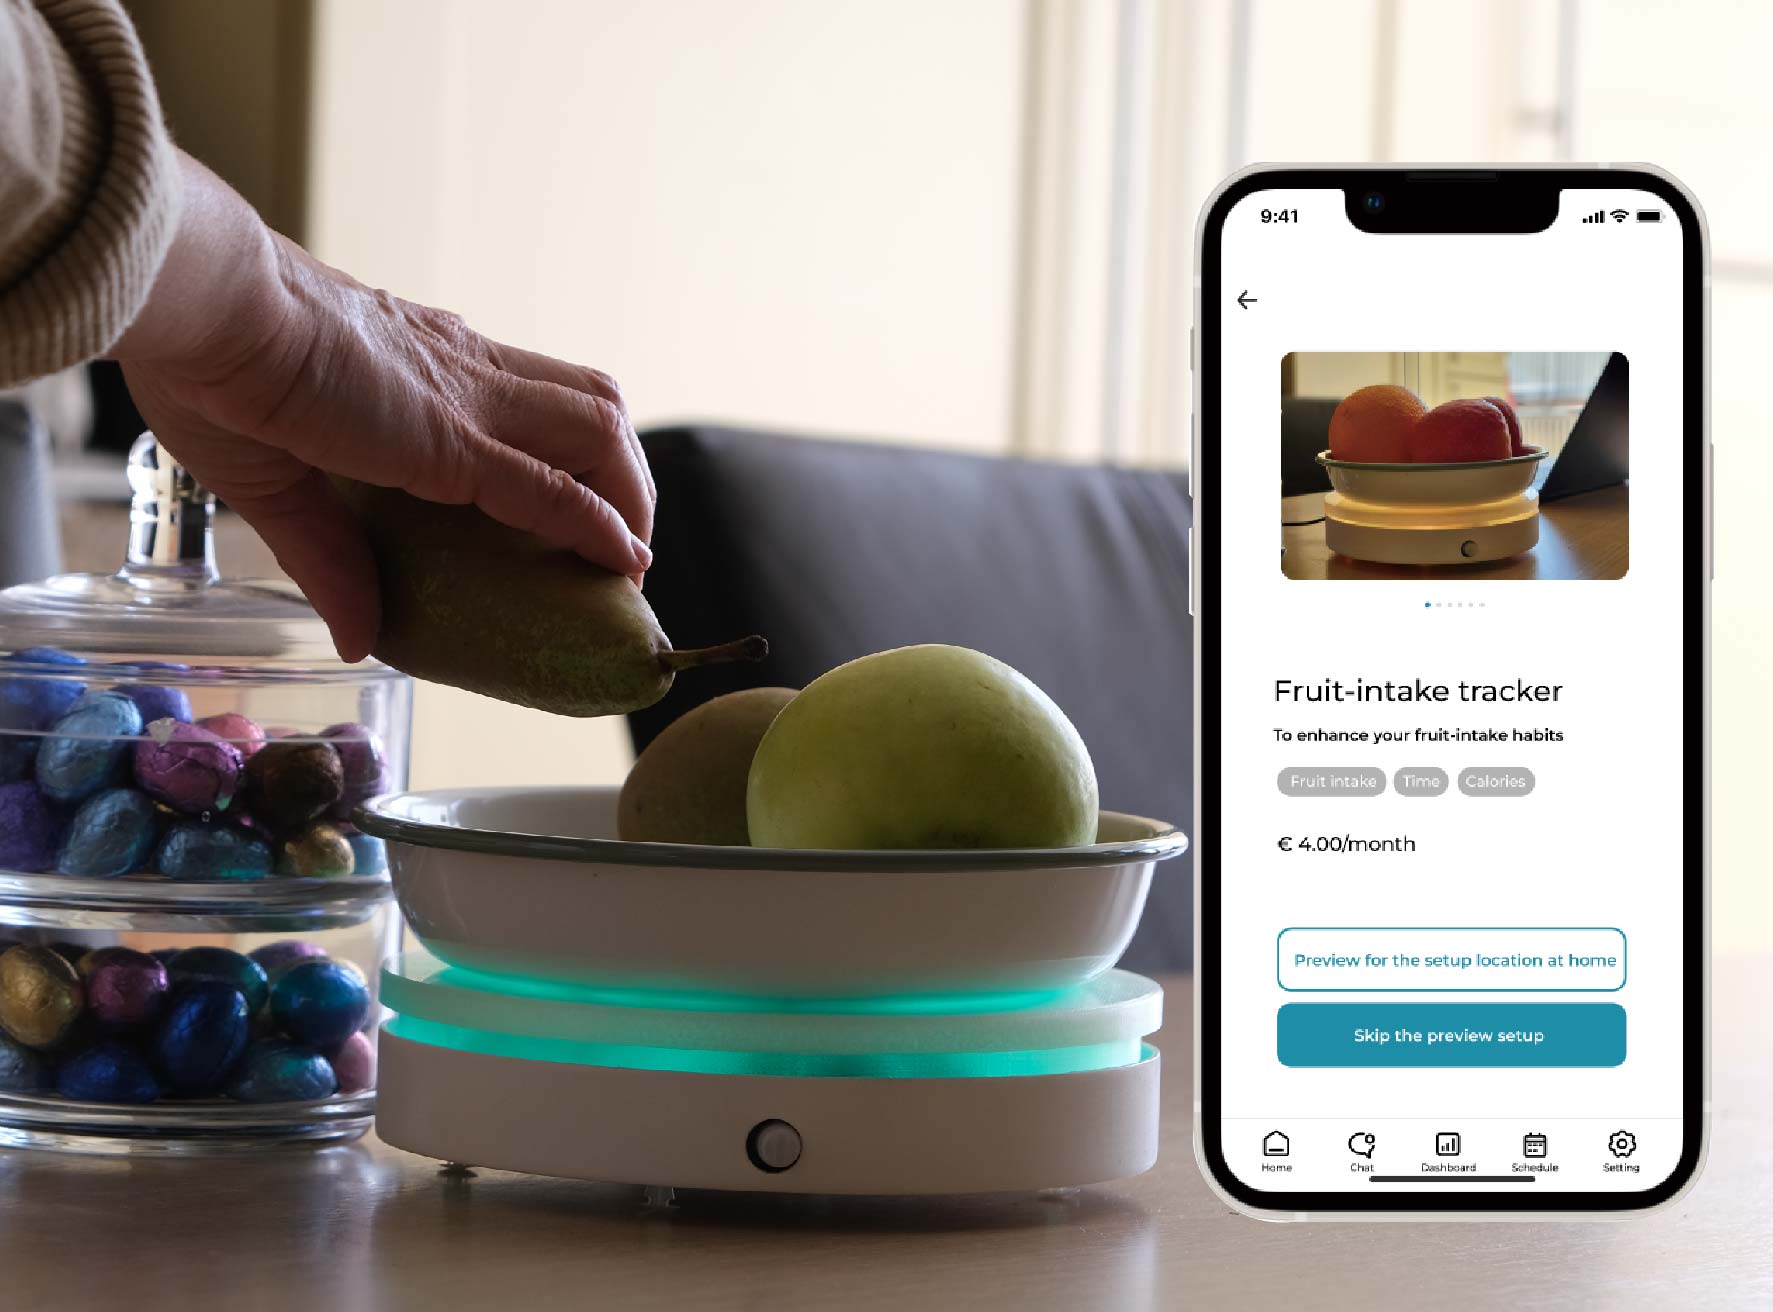 9:41
Fruit-intake tracker
To enhance your fruit-intake habits
Fruit intake Time Calories
€ 4.00/month
Preview for the setup location at home
Skip the preview setup
Home Chat Dashboard Schedule Setting